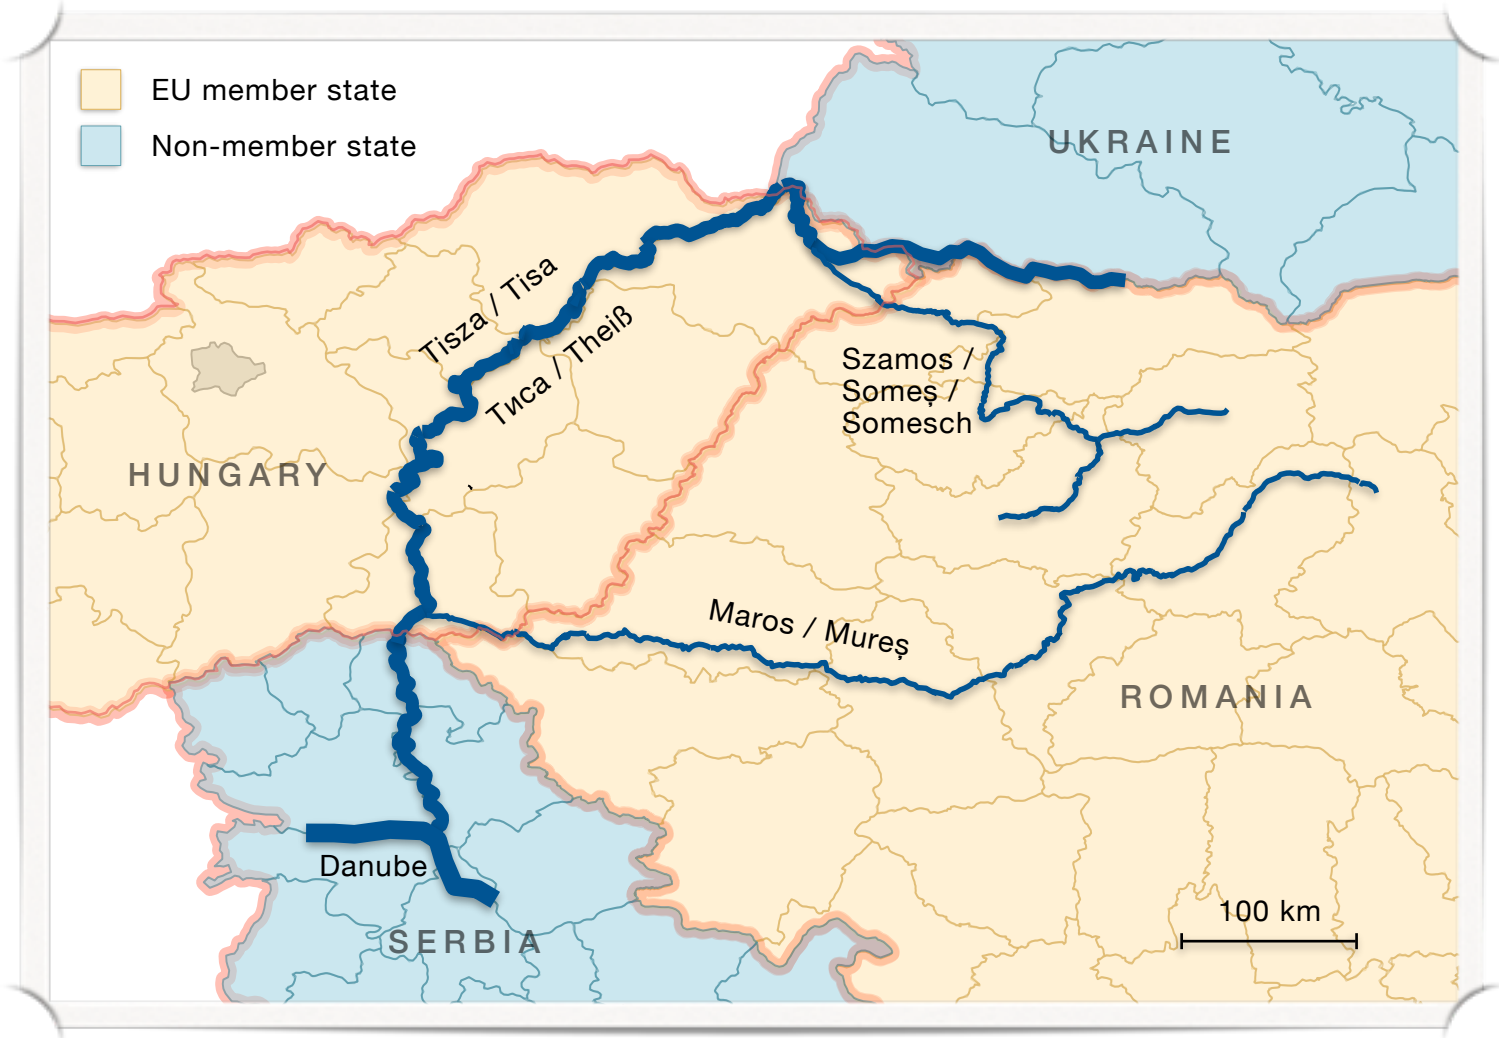 EU member state
Non-member state
UKRAINE
Tisza / Tisa
Тиса / Theiß
Szamos /
Someș /
Somesch
HUNGARY
Maros / Mureș
ROMANIA
Danube
100 km
SERBIA